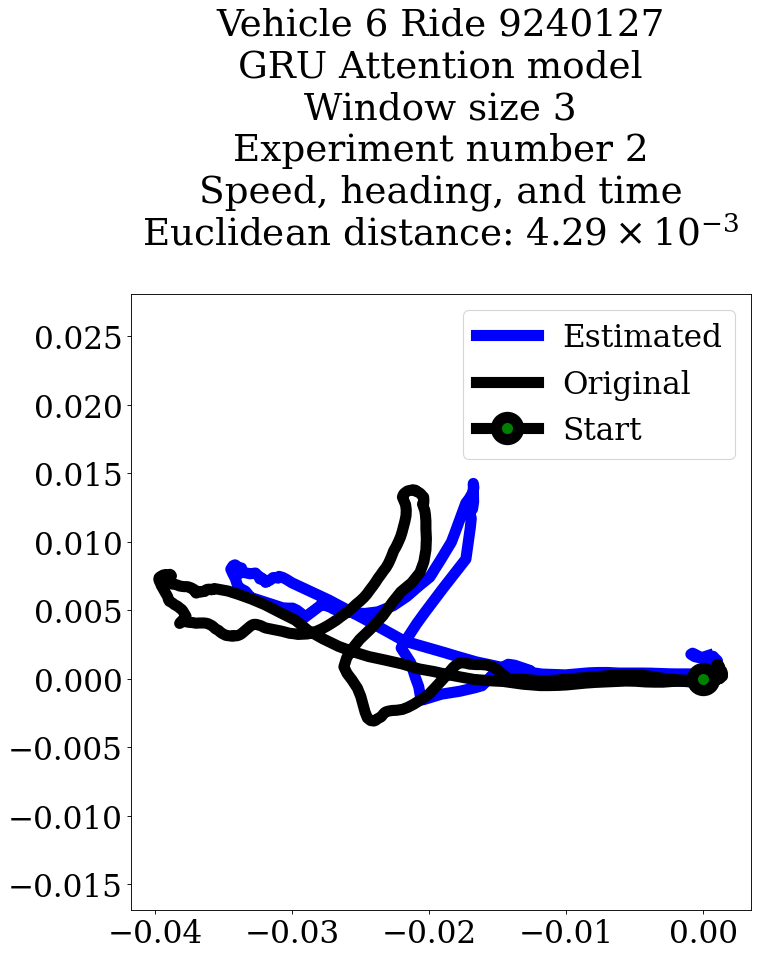 Vehicle 6 Ride 9240127
GRU Attention model
Window size 3
Experiment number 2
Speed, heading, and time
Euclidean distance: 4.29 × 10⁻³
Estimated
Original
Start
0.025
0.020
0.015
0.010
0.005
0.000
−0.005
−0.010
−0.015
−0.04 −0.03 −0.02 −0.01 0.00